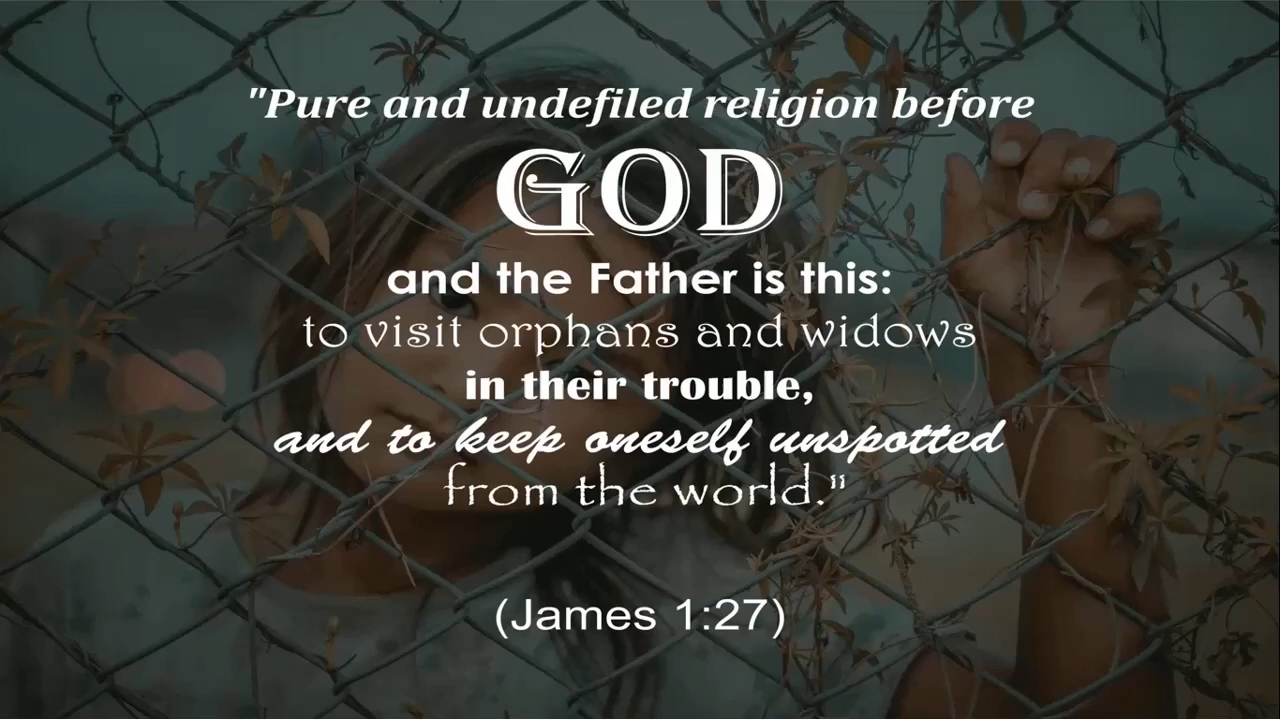 "Pure and undefiled religion before
GOD
and the Father is this:
to visit orphans and widows
in their trouble,
and to keep oneself unspotted
from the world."
(James 1:27)